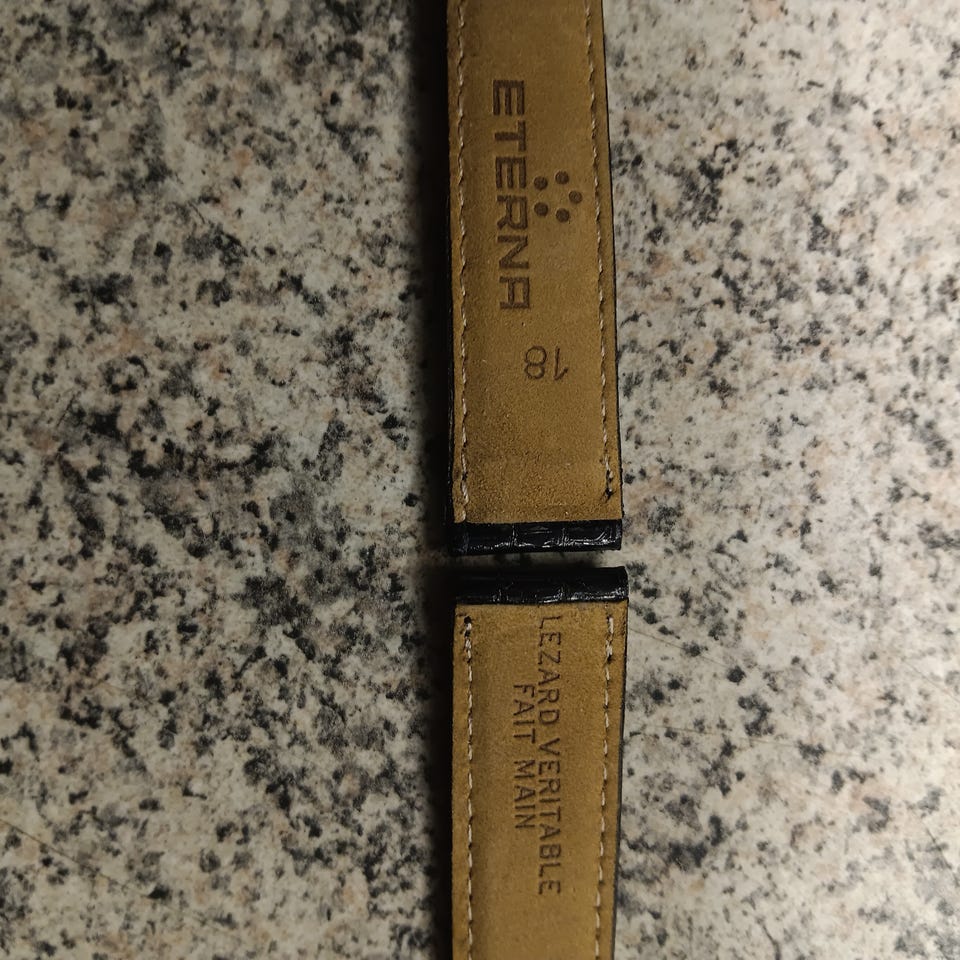 ETERNA
18
LEZARD VERITABLE
FAIT MAIN